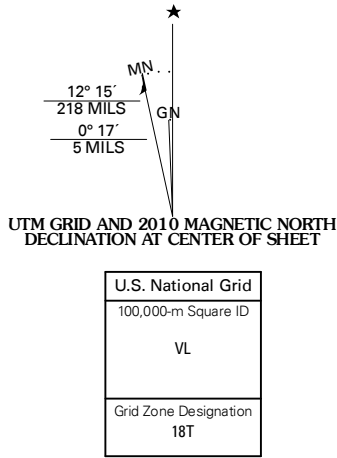 ★
MN
GN
12° 15´
218 MILS
0° 17´
5 MILS
UTM GRID AND 2010 MAGNETIC NORTH
DECLINATION AT CENTER OF SHEET
U.S. National Grid
100,000-m Square ID
VL
Grid Zone Designation
18T